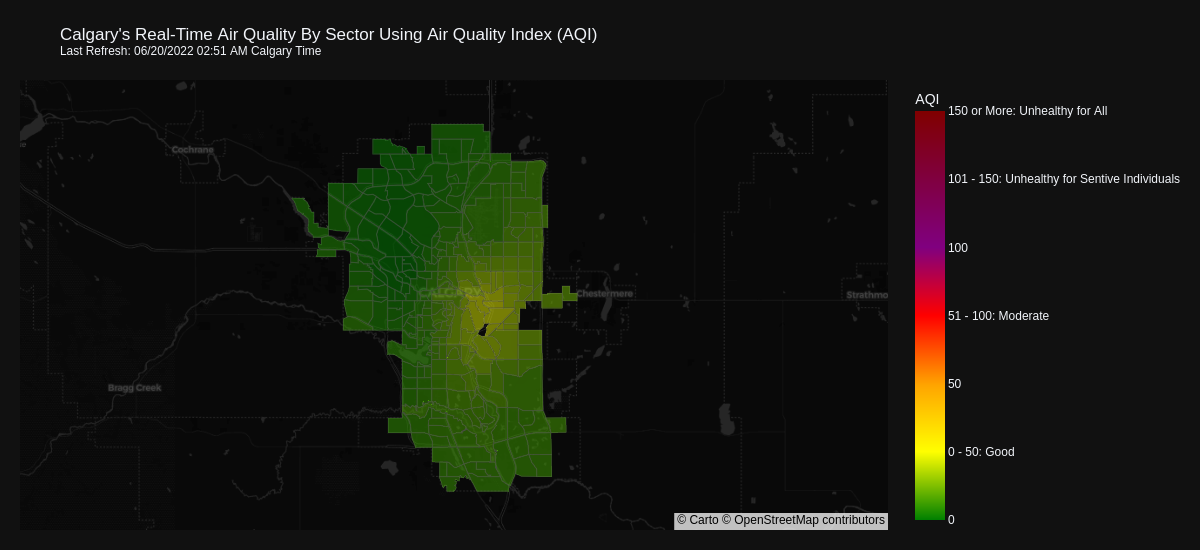 Calgary's Real-Time Air Quality By Sector Using Air Quality Index (AQI)
Last Refresh: 06/20/2022 02:51 AM Calgary Time
AQI
150 or More: Unhealthy for All
Cochrane
101 - 150: Unhealthy for Sentive Individuals
100
CALGARY
Chestermere
Strathmo
51 - 100: Moderate
50
Bragg Creek
0 - 50: Good
0
© Carto © OpenStreetMap contributors